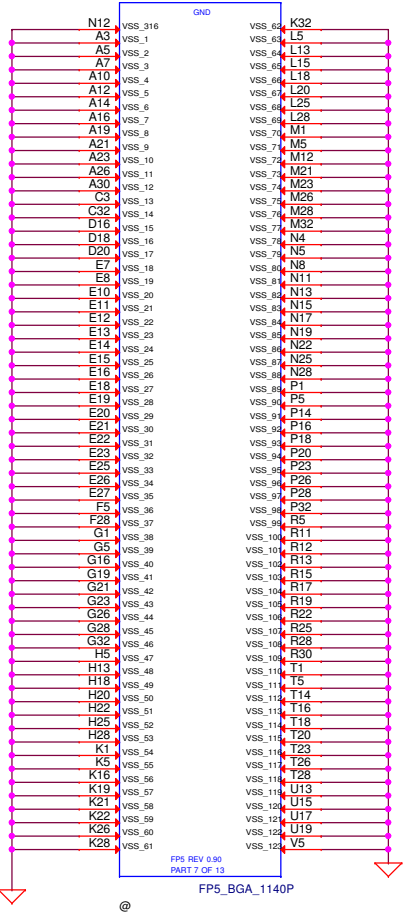 GND
N12 VSS_316 VSS_62 K32
A3 VSS_1 VSS_63 L5
A5 VSS_2 VSS_64 L13
A7 VSS_3 VSS_65 L15
A10 VSS_4 VSS_66 L18
A12 VSS_5 VSS_67 L20
A14 VSS_6 VSS_68 L25
A16 VSS_7 VSS_69 L28
A19 VSS_8 VSS_70 M1
A21 VSS_9 VSS_71 M5
A23 VSS_10 VSS_72 M12
A26 VSS_11 VSS_73 M21
A30 VSS_12 VSS_74 M23
C3 VSS_13 VSS_75 M26
C32 VSS_14 VSS_76 M28
D16 VSS_15 VSS_77 M32
D18 VSS_16 VSS_78 N4
D20 VSS_17 VSS_79 N5
E7 VSS_18 VSS_80 N8
E8 VSS_19 VSS_81 N11
E10 VSS_20 VSS_82 N13
E11 VSS_21 VSS_83 N15
E12 VSS_22 VSS_84 N17
E13 VSS_23 VSS_85 N19
E14 VSS_24 VSS_86 N22
E15 VSS_25 VSS_87 N25
E16 VSS_26 VSS_88 N28
E18 VSS_27 VSS_89 P1
E19 VSS_28 VSS_90 P5
E20 VSS_29 VSS_91 P14
E21 VSS_30 VSS_92 P16
E22 VSS_31 VSS_93 P18
E23 VSS_32 VSS_94 P20
E25 VSS_33 VSS_95 P23
E26 VSS_34 VSS_96 P26
E27 VSS_35 VSS_97 P28
F5 VSS_36 VSS_98 P32
F28 VSS_37 VSS_99 R5
G1 VSS_38 VSS_100 R11
G5 VSS_39 VSS_101 R12
G16 VSS_40 VSS_102 R13
G19 VSS_41 VSS_103 R15
G21 VSS_42 VSS_104 R17
G23 VSS_43 VSS_105 R19
G26 VSS_44 VSS_106 R22
G28 VSS_45 VSS_107 R25
G32 VSS_46 VSS_108 R28
H5 VSS_47 VSS_109 R30
H13 VSS_48 VSS_110 T1
H18 VSS_49 VSS_111 T5
H20 VSS_50 VSS_112 T14
H22 VSS_51 VSS_113 T16
H25 VSS_52 VSS_114 T18
H28 VSS_53 VSS_115 T20
K1 VSS_54 VSS_116 T23
K5 VSS_55 VSS_117 T26
K16 VSS_56 VSS_118 T28
K19 VSS_57 VSS_119 U13
K21 VSS_58 VSS_120 U15
K22 VSS_59 VSS_121 U17
K26 VSS_60 VSS_122 U19
K28 VSS_61 VSS_123 V5
FP5 REV 0.90
PART 7 OF 13
FP5_BGA_1140P
@